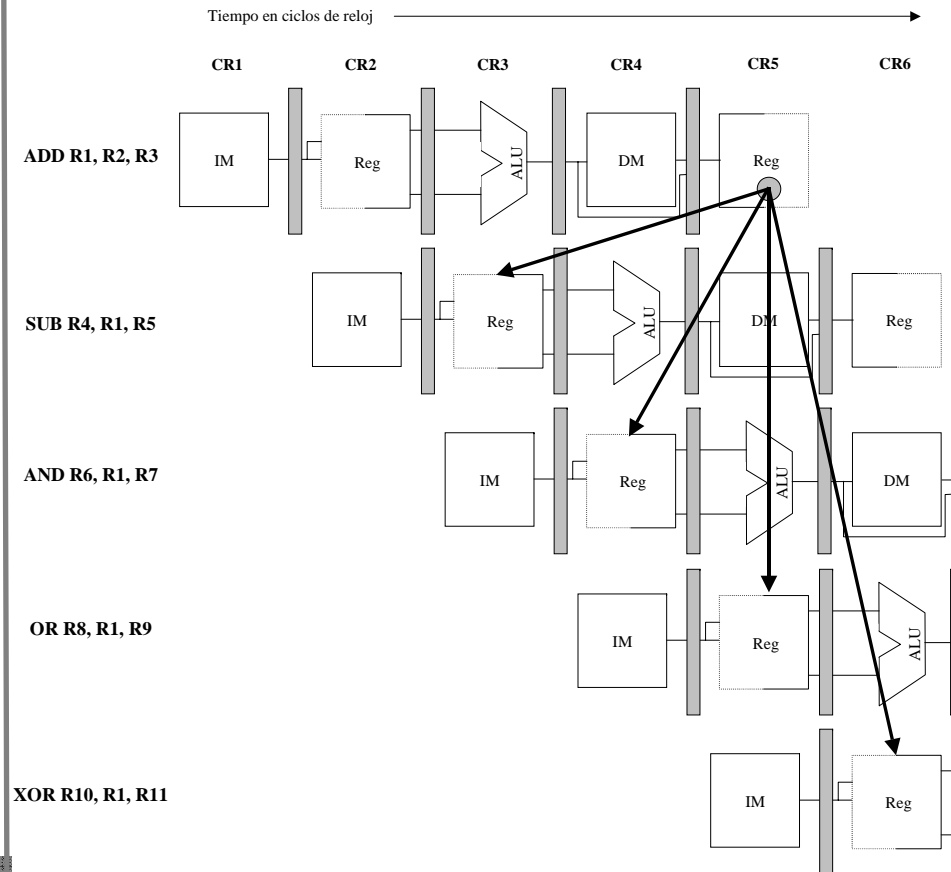 Tiempo en ciclos de reloj
CR1 CR2 CR3 CR4 CR5 CR6
ADD R1, R2, R3 IM Reg ALU DM Reg
SUB R4, R1, R5 IM Reg ALU DM Reg
AND R6, R1, R7 IM Reg ALU DM
OR R8, R1, R9 IM Reg ALU
XOR R10, R1, R11 IM Reg